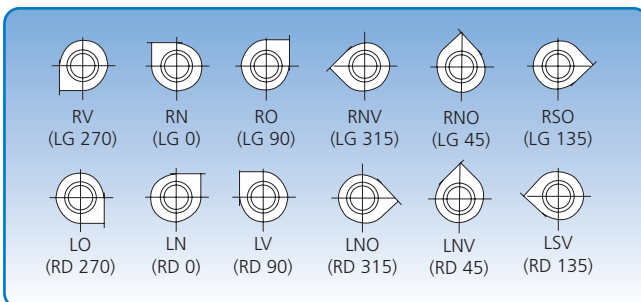 RV RN RO RNV RNO RSO
(LG 270) (LG 0) (LG 90) (LG 315) (LG 45) (LG 135)
LO LN LV LNO LNV LSV
(RD 270) (RD 0) (RD 90) (RD 315) (RD 45) (RD 135)